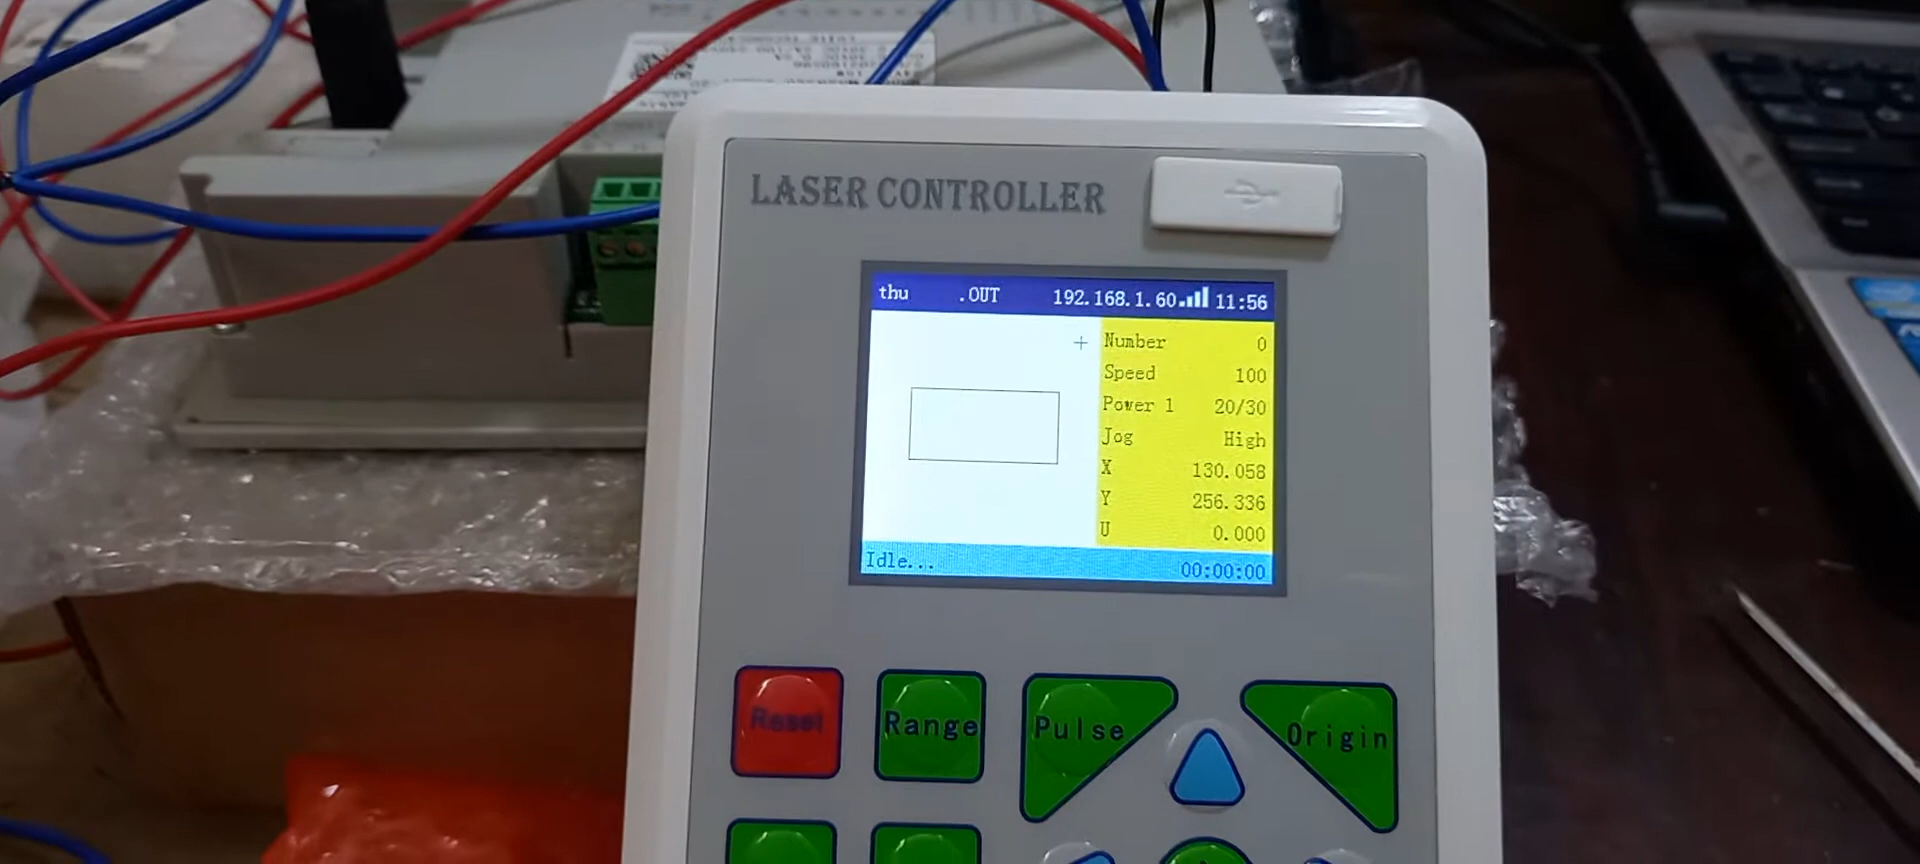 LASER CONTROLLER
thu .OUT 192.168.1.60 11:56
Number 0
Speed 100
Power 1 20/30
Jog High
X 130.058
Y 256.336
U 0.000
Idle... 00:00:00
Reset Range Pulse Origin